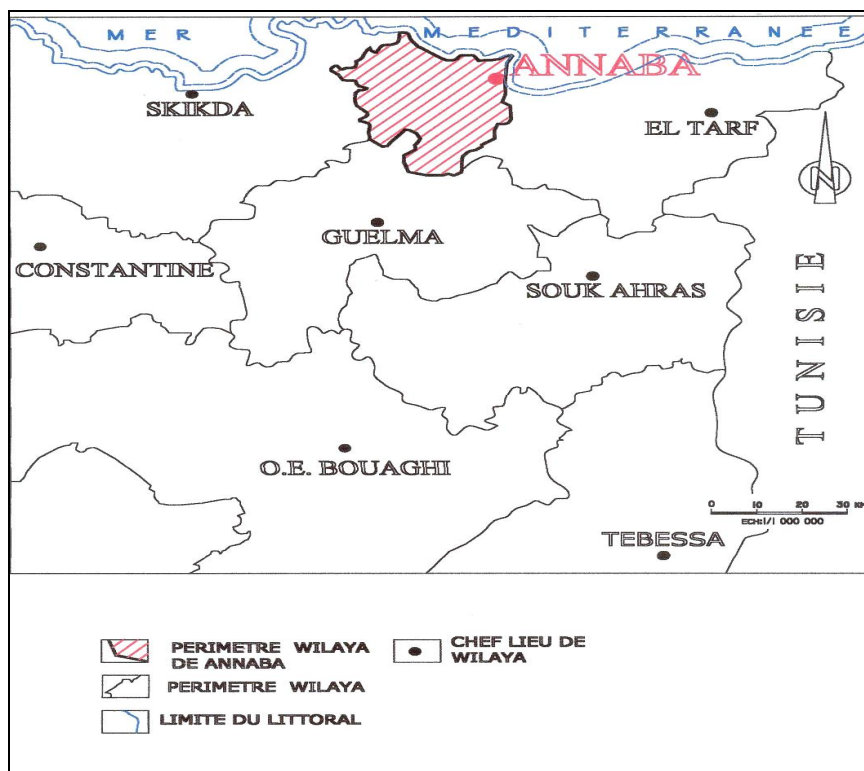 MER MEDITERRANEE
ANNABA
SKIKDA
EL TARF
N
GUELMA
CONSTANTINE
SOUK AHRAS
TUNISIE
O.E. BOUAGHI
0 10 20 30 KM
ECH:1/1 000 000
TEBESSA
PERIMETRE WILAYA
DE ANNABA
CHEF LIEU DE
WILAYA
PERIMETRE WILAYA
LIMITE DU LITTORAL